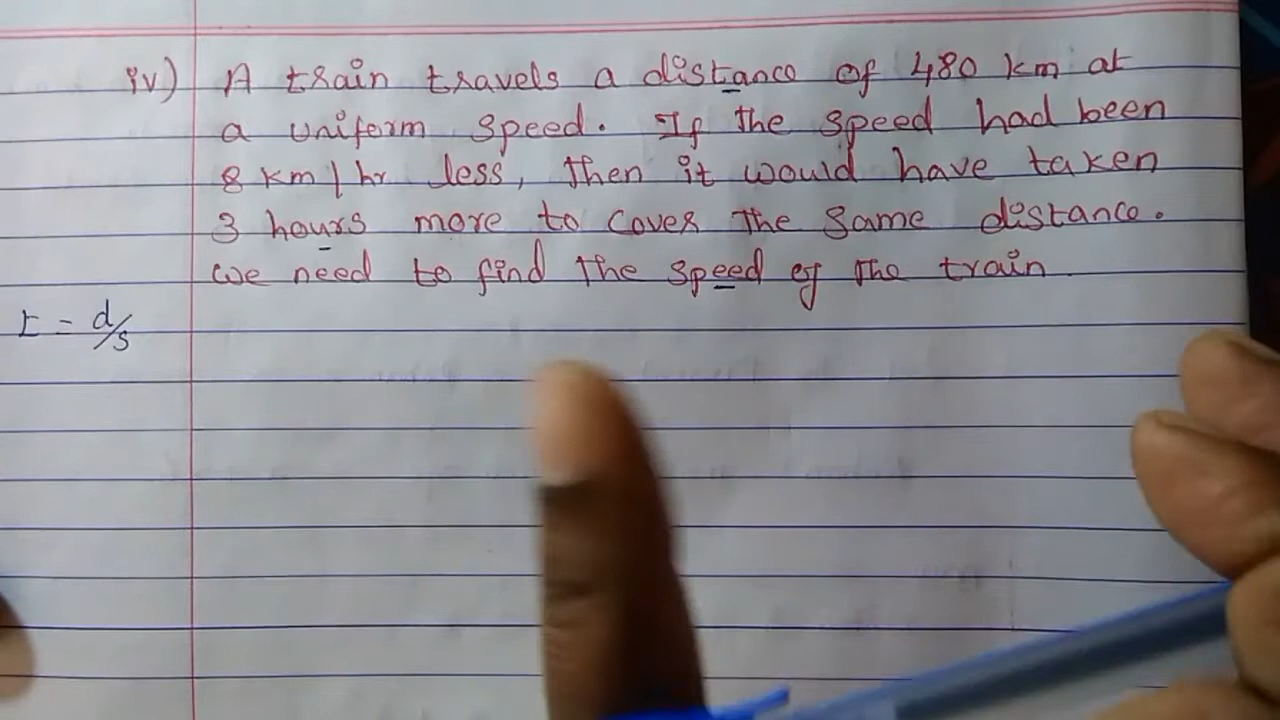 iv) A train travels a distance of 480 km at
a uniform speed. If the speed had been
8 km/hr less, then it would have taken
3 hours more to cover the same distance.
we need to find the speed of the train
t = d/s